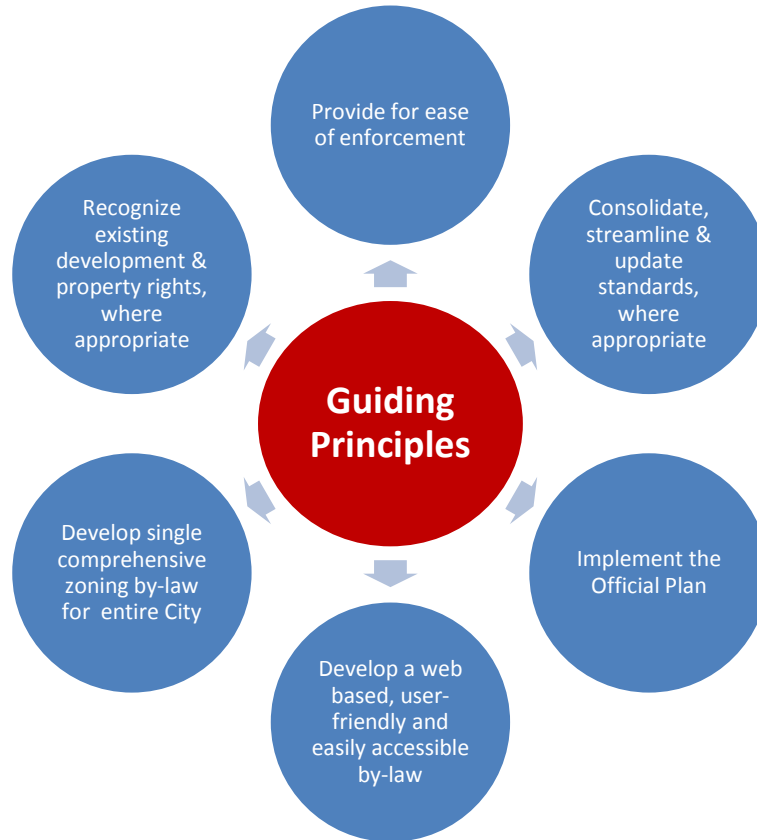 Provide for ease
of enforcement
Recognize
existing
development &
property rights,
where
appropriate
Consolidate,
streamline &
update
standards,
where
appropriate
Guiding
Principles
Develop single
comprehensive
zoning by-law
for entire City
Implement the
Official Plan
Develop a web
based, user-
friendly and
easily accessible
by-law